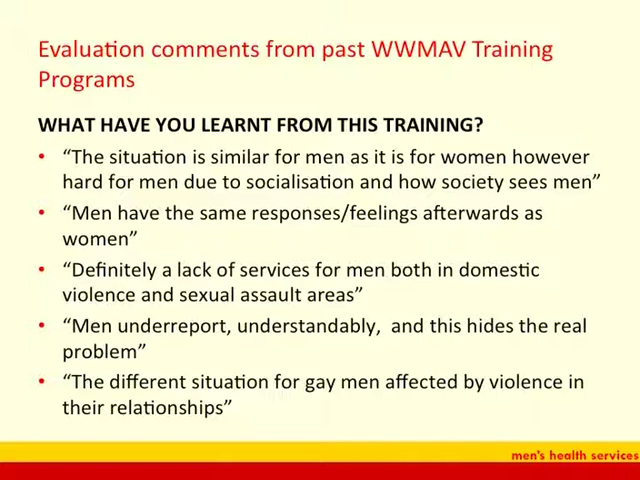 Evaluation comments from past WWMAV Training
Programs
WHAT HAVE YOU LEARNT FROM THIS TRAINING?
• “The situation is similar for men as it is for women however
hard for men due to socialisation and how society sees men”
• “Men have the same responses/feelings afterwards as
women”
• “Definitely a lack of services for men both in domestic
violence and sexual assault areas”
• “Men underreport, understandably,  and this hides the real
problem”
• “The different situation for gay men affected by violence in
their relationships”
men's health services